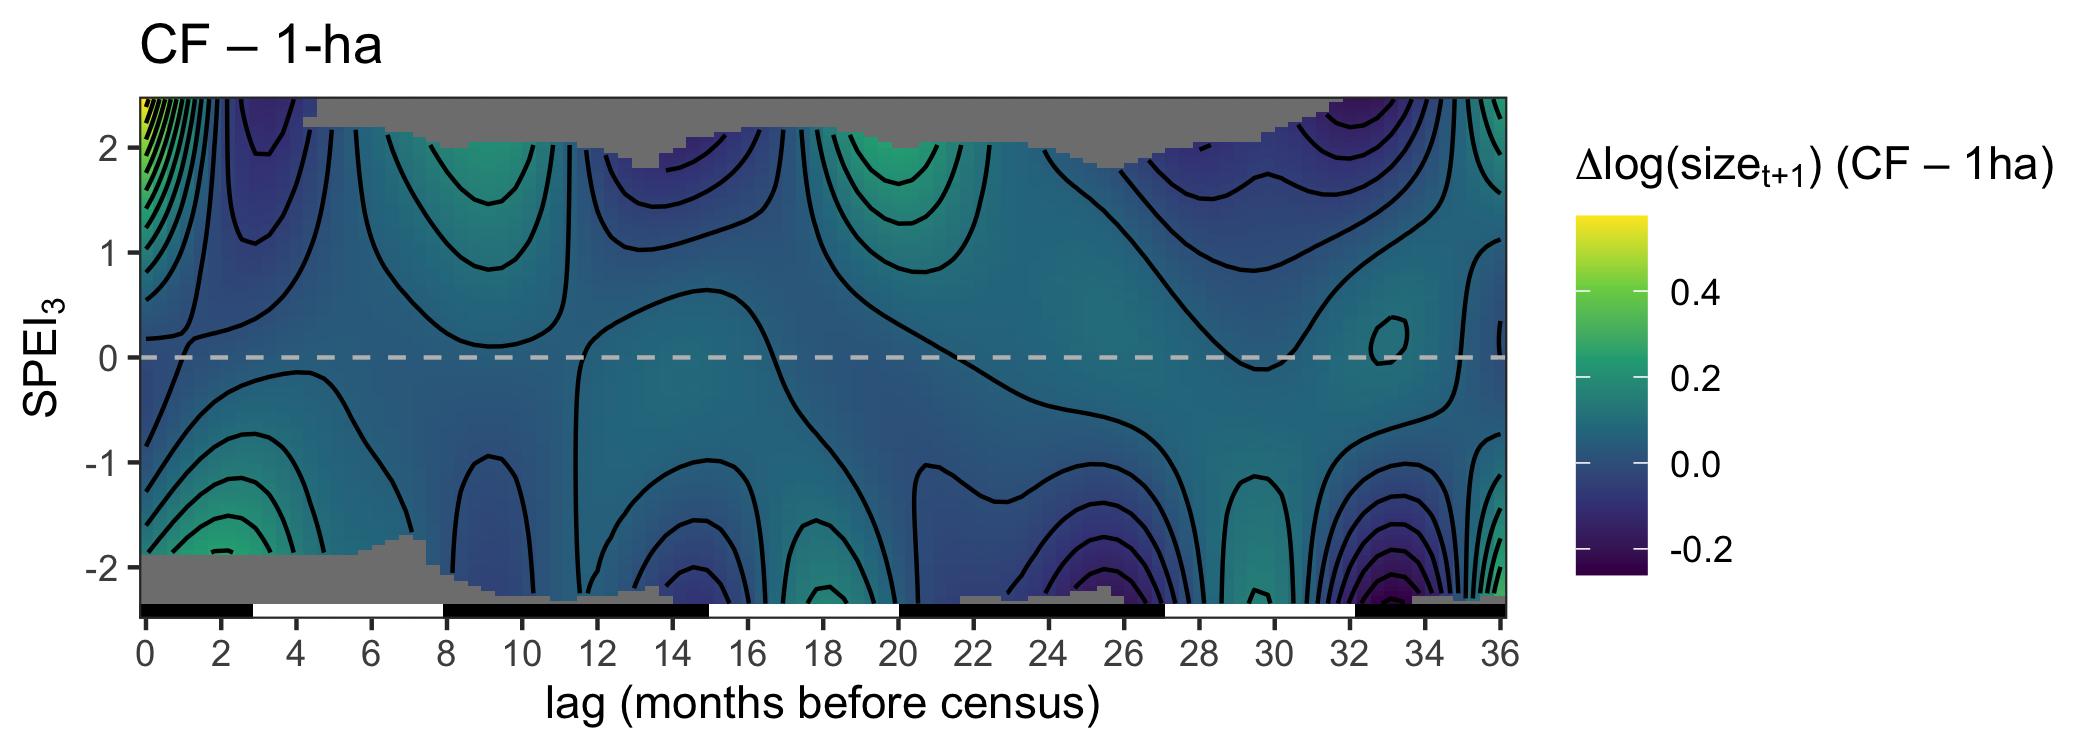 CF – 1-ha
Δlog(sizeₜ₊₁) (CF – 1ha)
0.4
0.2
0.0
-0.2
SPEI₃
2
1
0
-1
-2
0 2 4 6 8 10 12 14 16 18 20 22 24 26 28 30 32 34 36
lag (months before census)